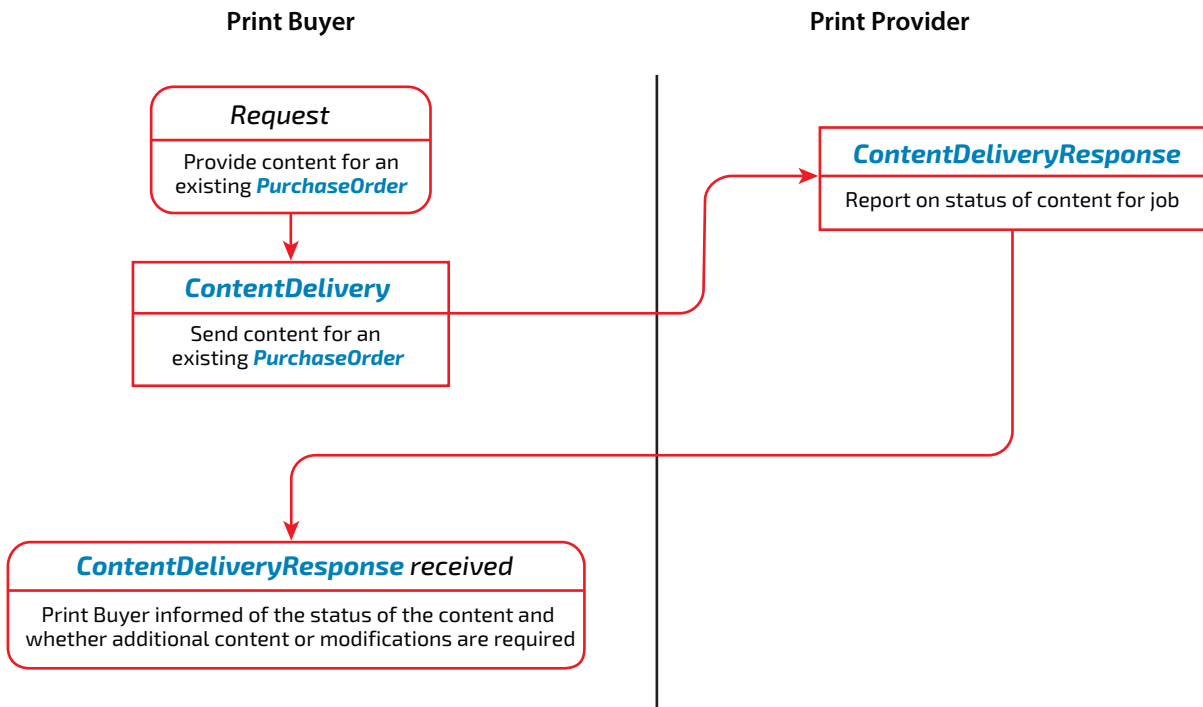 Print Buyer
Print Provider
Request
Provide content for an
existing PurchaseOrder
ContentDelivery
Send content for an
existing PurchaseOrder
ContentDeliveryResponse
Report on status of content for job
ContentDeliveryResponse received
Print Buyer informed of the status of the content and
whether additional content or modifications are required